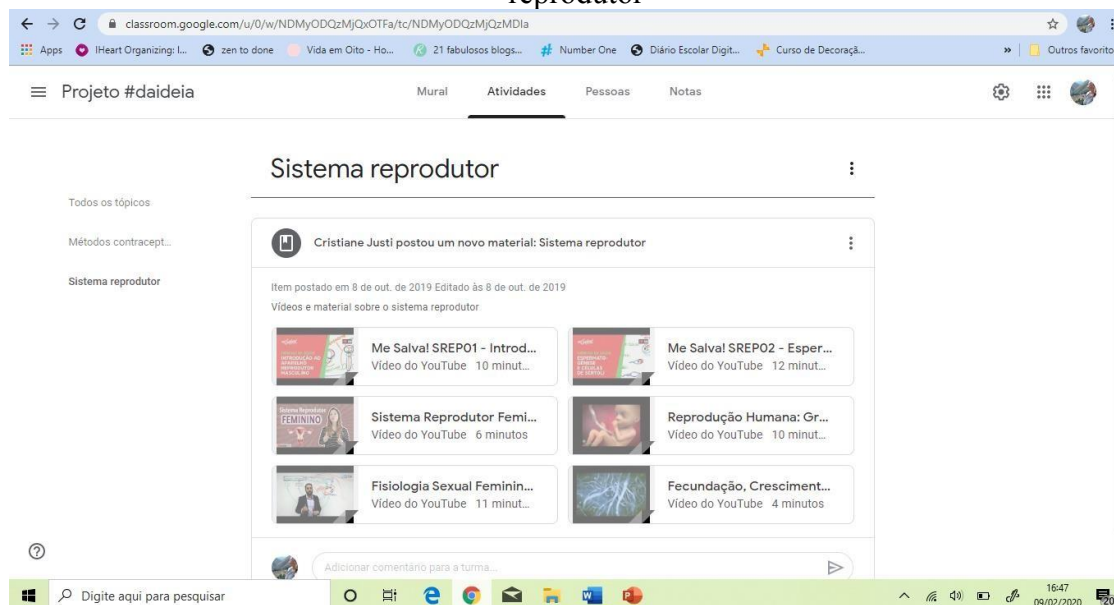 reprodutor
classroom.google.com/u/0/w/NDMyODQzMjQxOTFa/tc/NDMyODQzMjQzMDIa
Apps IHeart Organizing: I... zen to done Vida em Oito - Ho... 21 fabulosos blogs... Number One Diário Escolar Digit... Curso de Decoraçã... » Outros favorito
Projeto #daideia Mural Atividades Pessoas Notas
Sistema reprodutor
Todos os tópicos
Métodos contracept...
Sistema reprodutor
Cristiane Justi postou um novo material: Sistema reprodutor
Item postado em 8 de out. de 2019 Editado às 8 de out. de 2019
Vídeos e material sobre o sistema reprodutor
Me Salva! SREP01 - Introd...
Vídeo do YouTube 10 minut...
Me Salva! SREP02 - Esper...
Vídeo do YouTube 12 minut...
FEMININO
Sistema Reprodutor Femi...
Vídeo do YouTube 6 minutos
Reprodução Humana: Gr...
Vídeo do YouTube 10 minut...
Fisiologia Sexual Feminin...
Vídeo do YouTube 11 minut...
Fecundação, Cresciment...
Vídeo do YouTube 4 minutos
Adicionar comentário para a turma...
Digite aqui para pesquisar
16:47
09/02/2020